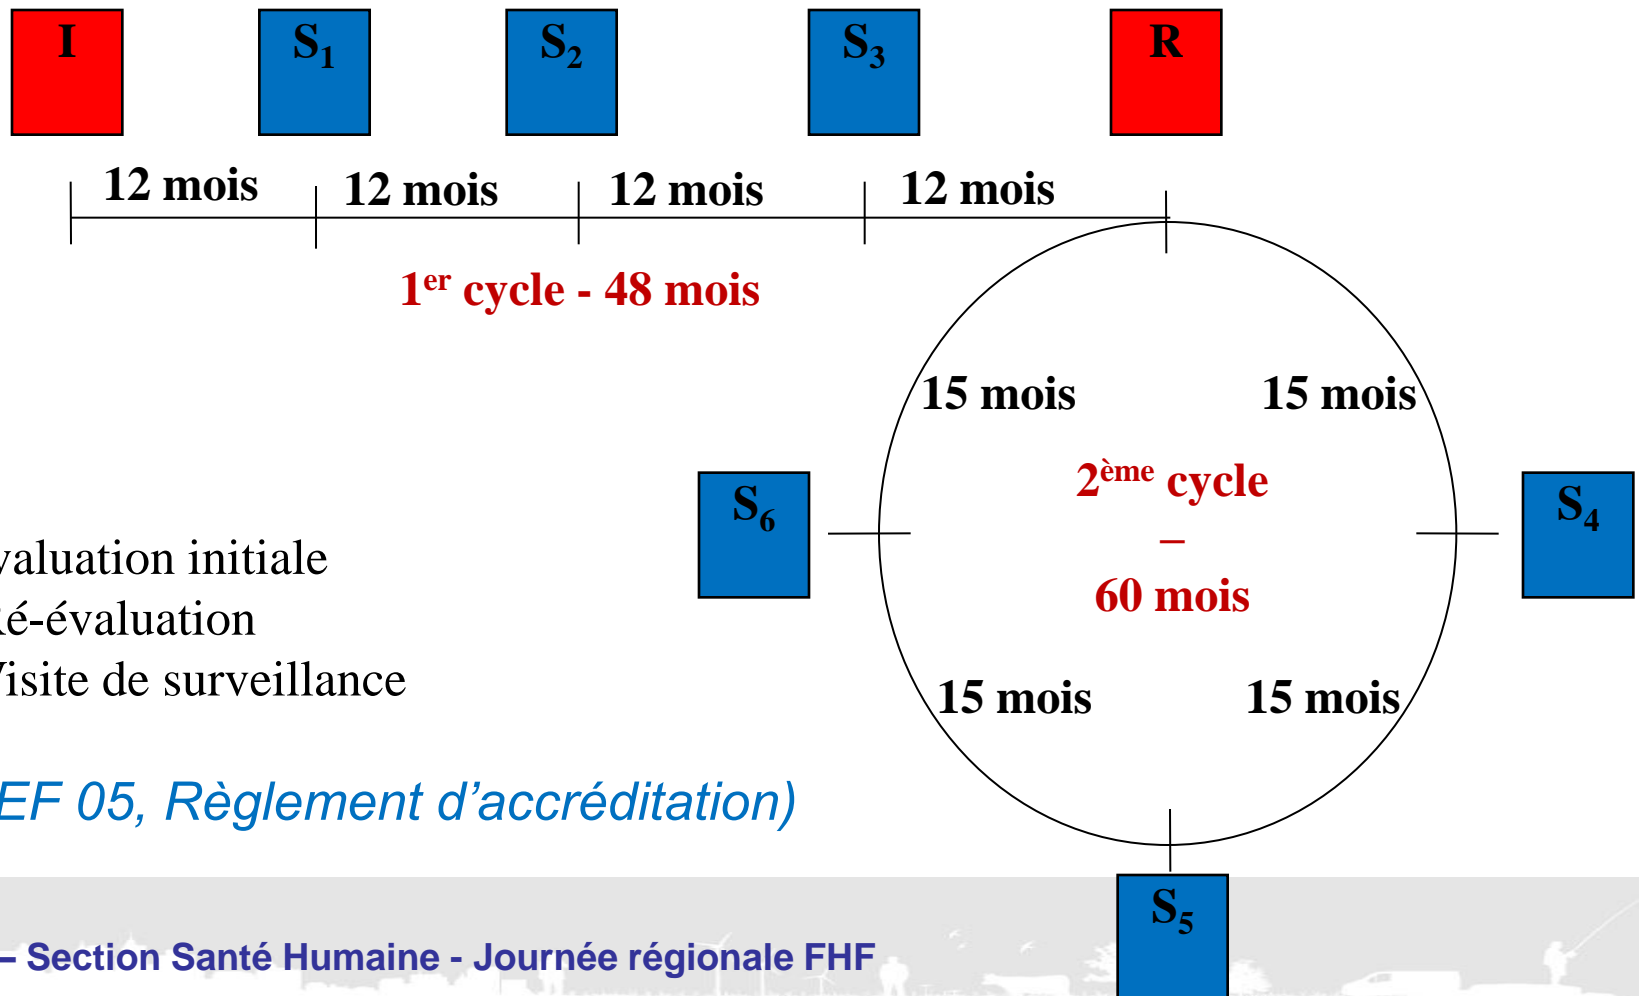 I S₁ S₂ S₃ R
12 mois 12 mois 12 mois 12 mois
1er cycle - 48 mois
15 mois 15 mois
2ème cycle
–
60 mois
S₆ S₄
15 mois 15 mois
S₅
valuation initiale
é-évaluation
isite de surveillance
EF 05, Règlement d’accréditation)
– Section Santé Humaine - Journée régionale FHF